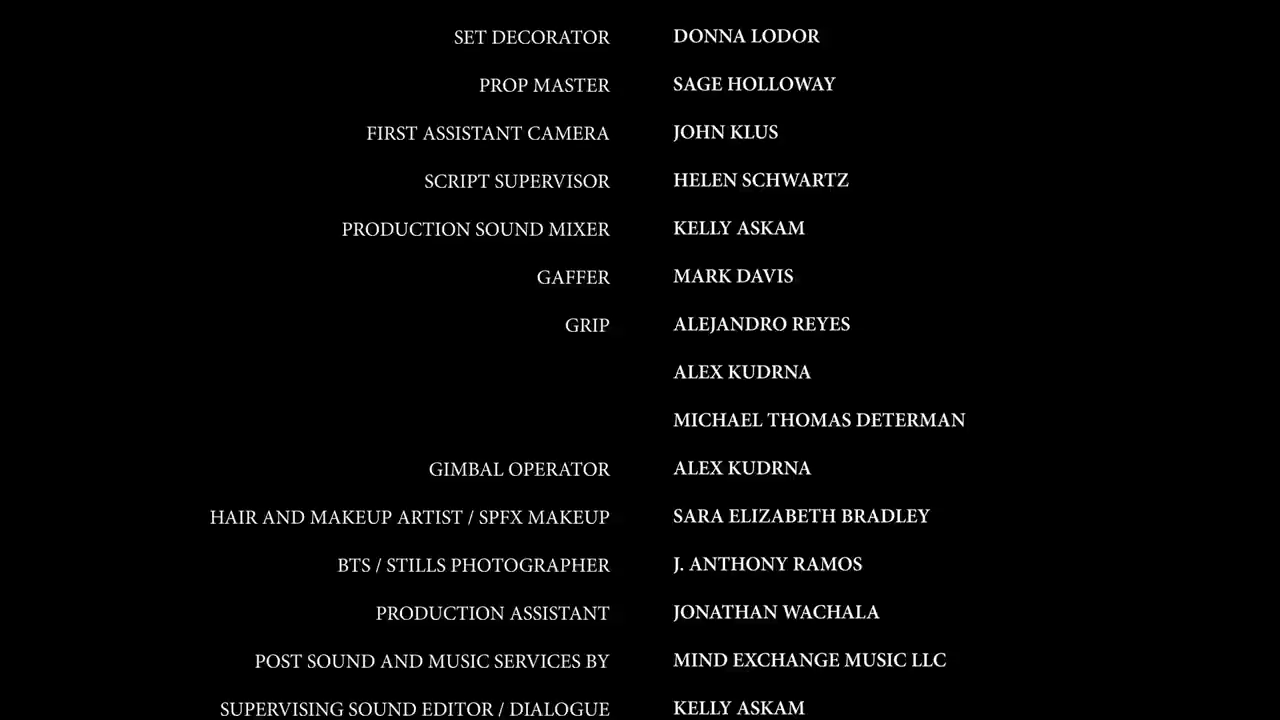 SET DECORATOR DONNA LODOR
PROP MASTER SAGE HOLLOWAY
FIRST ASSISTANT CAMERA JOHN KLUS
SCRIPT SUPERVISOR HELEN SCHWARTZ
PRODUCTION SOUND MIXER KELLY ASKAM
GAFFER MARK DAVIS
GRIP ALEJANDRO REYES
ALEX KUDRNA
MICHAEL THOMAS DETERMAN
GIMBAL OPERATOR ALEX KUDRNA
HAIR AND MAKEUP ARTIST / SPFX MAKEUP SARA ELIZABETH BRADLEY
BTS / STILLS PHOTOGRAPHER J. ANTHONY RAMOS
PRODUCTION ASSISTANT JONATHAN WACHALA
POST SOUND AND MUSIC SERVICES BY MIND EXCHANGE MUSIC LLC
SUPERVISING SOUND EDITOR / DIALOGUE KELLY ASKAM